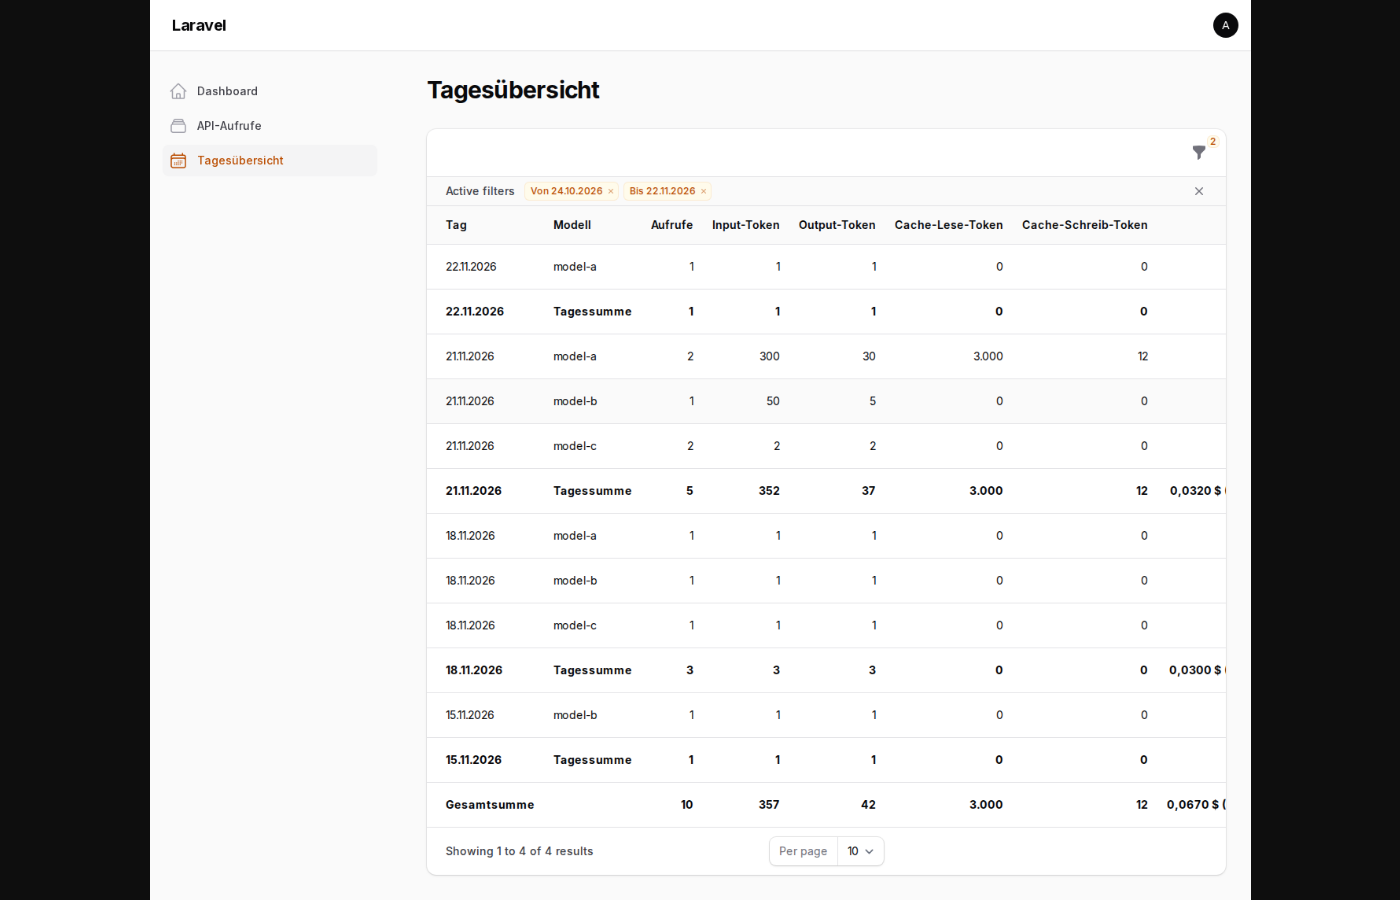 Laravel
A
Dashboard
API-Aufrufe
Tagesübersicht
Tagesübersicht
2
Active filters Von 24.10.2026 × Bis 22.11.2026 ×
Tag Modell Aufrufe Input-Token Output-Token Cache-Lese-Token Cache-Schreib-Token
22.11.2026 model-a 1 1 1 0 0
22.11.2026 Tagessumme 1 1 1 0 0
21.11.2026 model-a 2 300 30 3.000 12
21.11.2026 model-b 1 50 5 0 0
21.11.2026 model-c 2 2 2 0 0
21.11.2026 Tagessumme 5 352 37 3.000 12 0,0320 $ (
18.11.2026 model-a 1 1 1 0 0
18.11.2026 model-b 1 1 1 0 0
18.11.2026 model-c 1 1 1 0 0
18.11.2026 Tagessumme 3 3 3 0 0 0,0300 $ (
15.11.2026 model-b 1 1 1 0 0
15.11.2026 Tagessumme 1 1 1 0 0
Gesamtsumme 10 357 42 3.000 12 0,0670 $ (
Showing 1 to 4 of 4 results
Per page 10